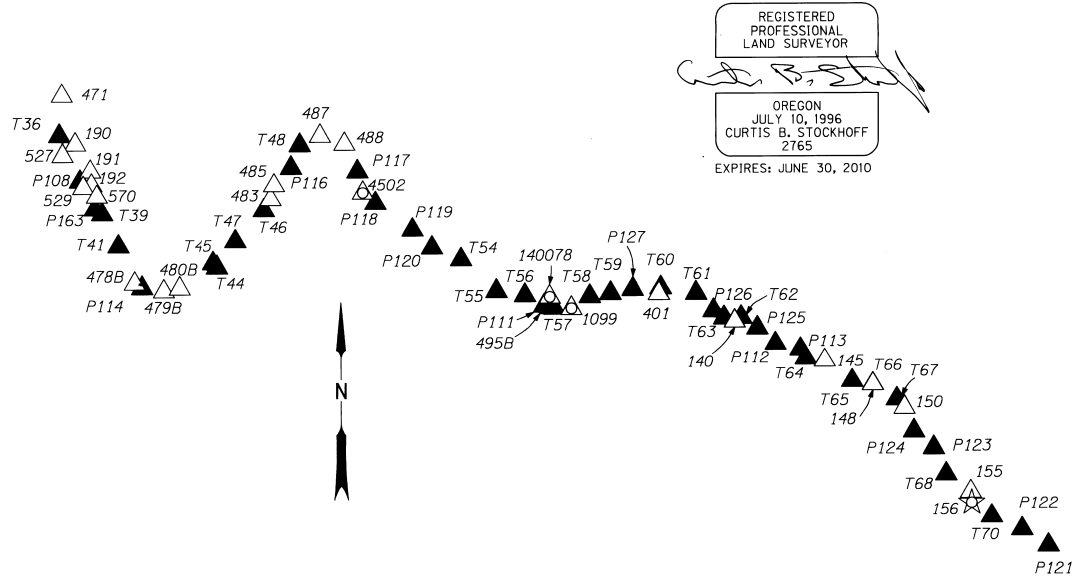 REGISTERED
PROFESSIONAL
LAND SURVEYOR
OREGON
JULY 10, 1996
CURTIS B. STOCKHOFF
2765
EXPIRES: JUNE 30, 2010
471
T36
190
527
191
P108
192
529
570
P163
T39
T41
478B
480B
P114
479B
T45
T44
T47
T46
483
485
P116
T48
487
488
P117
4502
P118
P119
P120
T54
T55
T56
140078
P111
495B
T57
T58
1099
T59
P127
T60
401
T61
P126
T62
T63
P125
140
P112
P113
T64
145
T65
T66
148
T67
150
P124
P123
T68
155
156
T70
P122
P121
N